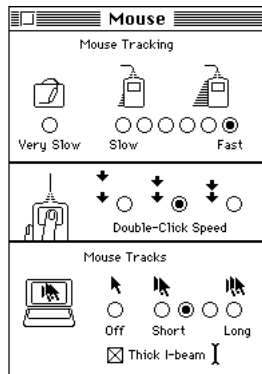 Mouse
Mouse Tracking
Very Slow Slow Fast
Double-Click Speed
Mouse Tracks
Off Short Long
Thick I-beam